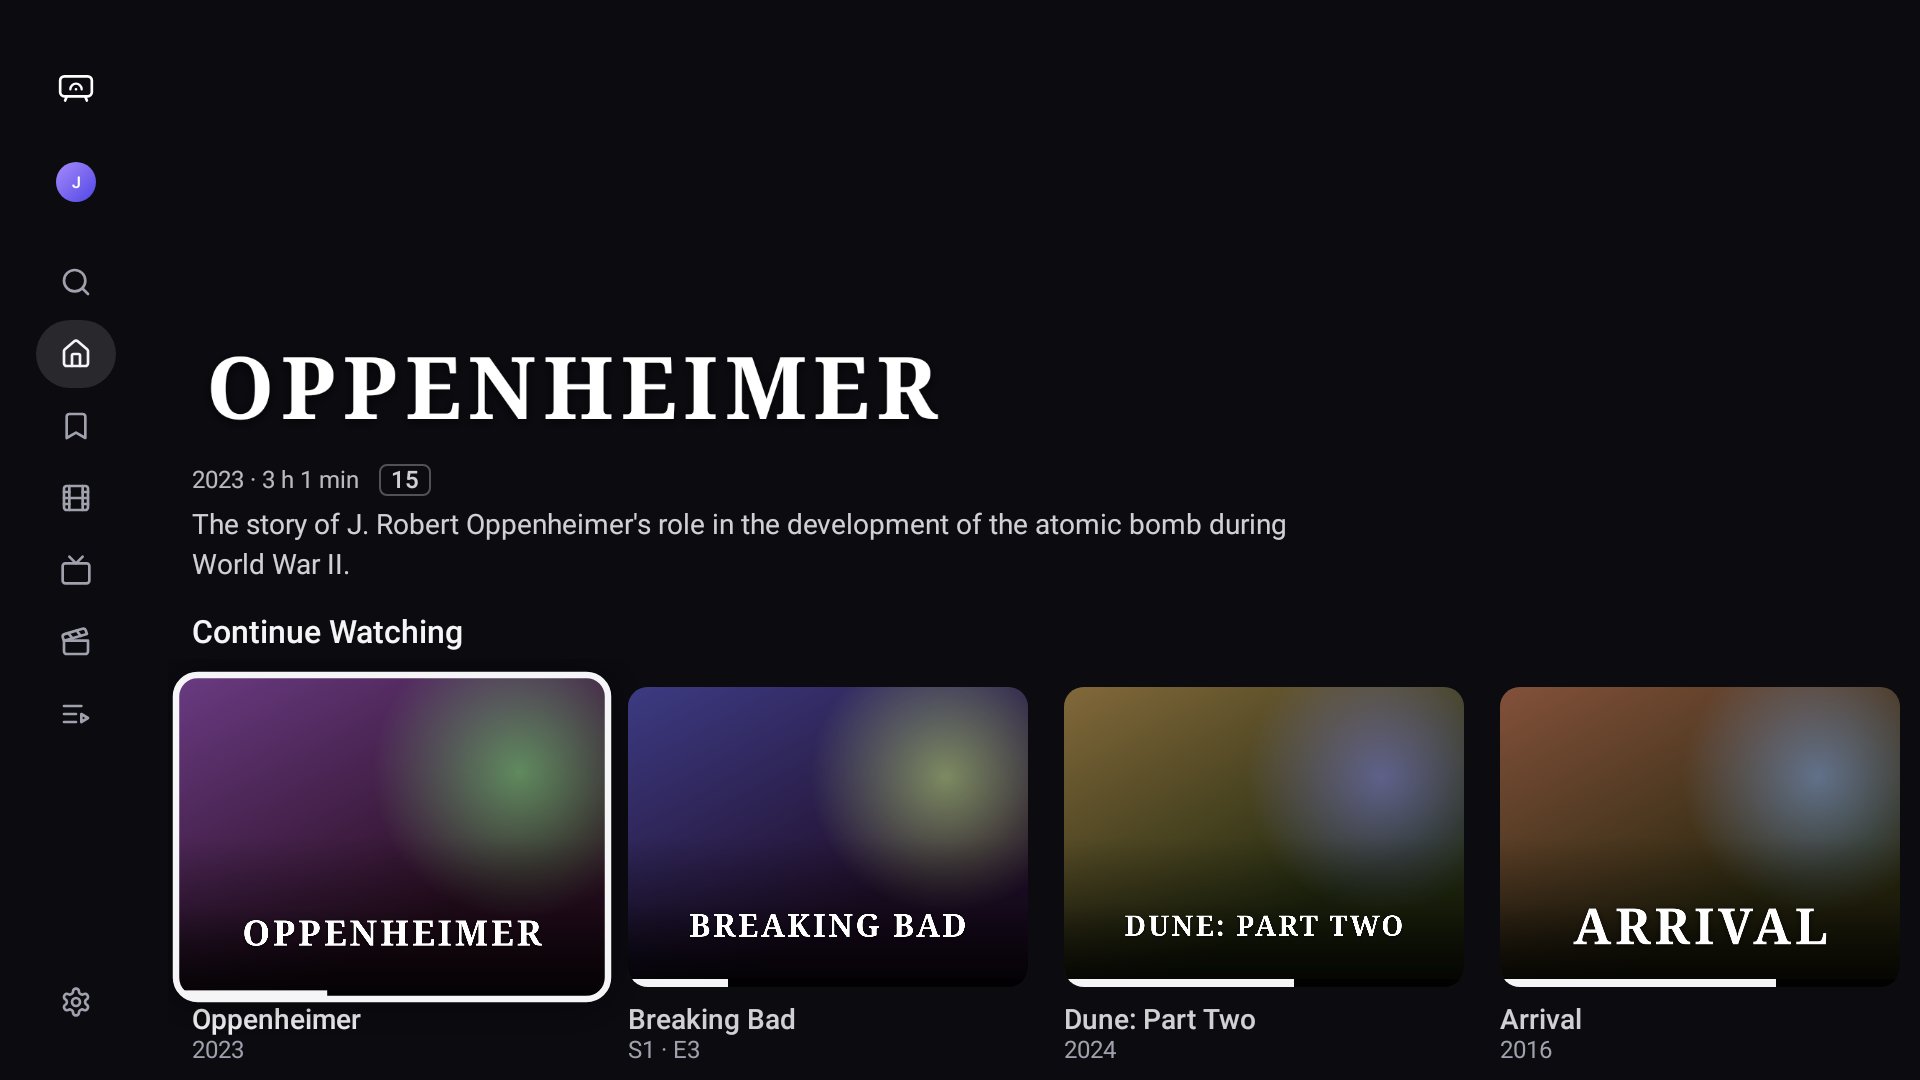 J
OPPENHEIMER
2023 · 3 h 1 min 15
The story of J. Robert Oppenheimer's role in the development of the atomic bomb during
World War II.
Continue Watching
OPPENHEIMER
BREAKING BAD
DUNE: PART TWO
ARRIVAL
Oppenheimer
2023
Breaking Bad
S1 · E3
Dune: Part Two
2024
Arrival
2016